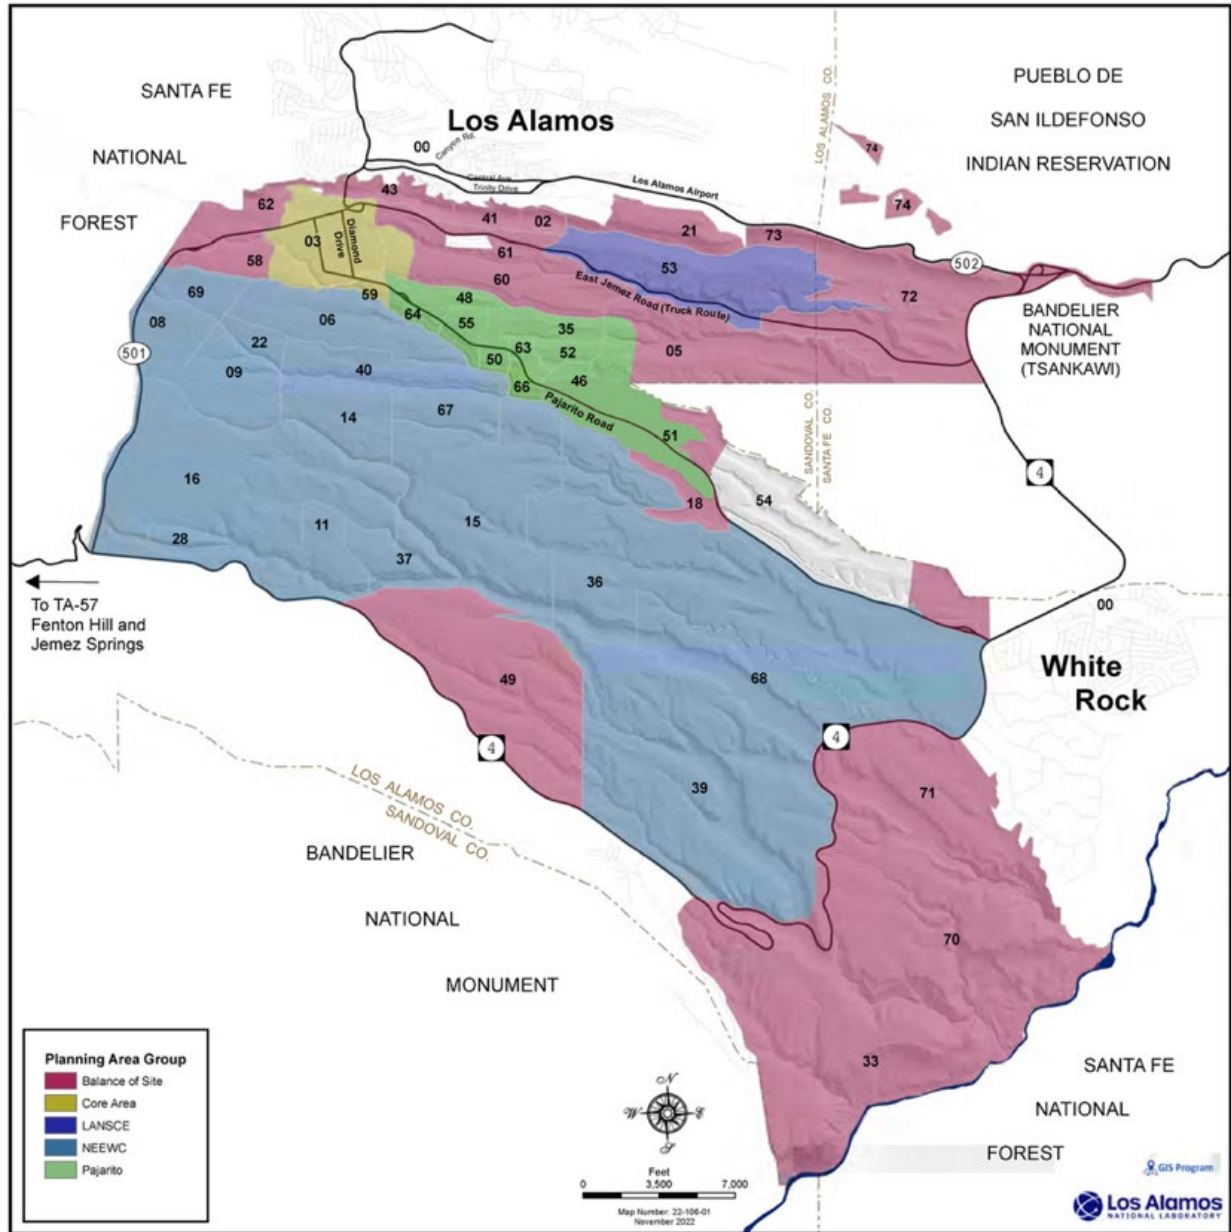 SANTA FE
NATIONAL
FOREST
Los Alamos
00
Canyon Rd.
Central Ave
Trinity Drive
Los Alamos Airport
LOS ALAMOS CO.
PUEBLO DE
SAN ILDEFONSO
INDIAN RESERVATION
74
74
43
62
41
02
21
73
03
Diamond
Drive
61
53
502
58
60
East Jemez Road (Truck Route)
72
69
59
48
BANDELIER
NATIONAL
MONUMENT
(TSANKAWI)
08
06
64
55
35
501
22
63
52
05
09
40
50
66
46
14
67
Pajarito Road
51
SANDOVAL CO.
SANTA FE CO.
4
16
18
54
11
15
28
37
36
To TA-57
Fenton Hill and
Jemez Springs
00
White
Rock
49
68
4
4
39
71
LOS ALAMOS CO.
SANDOVAL CO.
BANDELIER
NATIONAL
MONUMENT
70
33
SANTA FE
NATIONAL
FOREST
Planning Area Group
Balance of Site
Core Area
LANSCE
NEEWC
Pajarito
N
W
E
S
Feet
0
3,500
7,000
Map Number: 22-106-01
November 2022
GIS Program
Los Alamos
NATIONAL LABORATORY